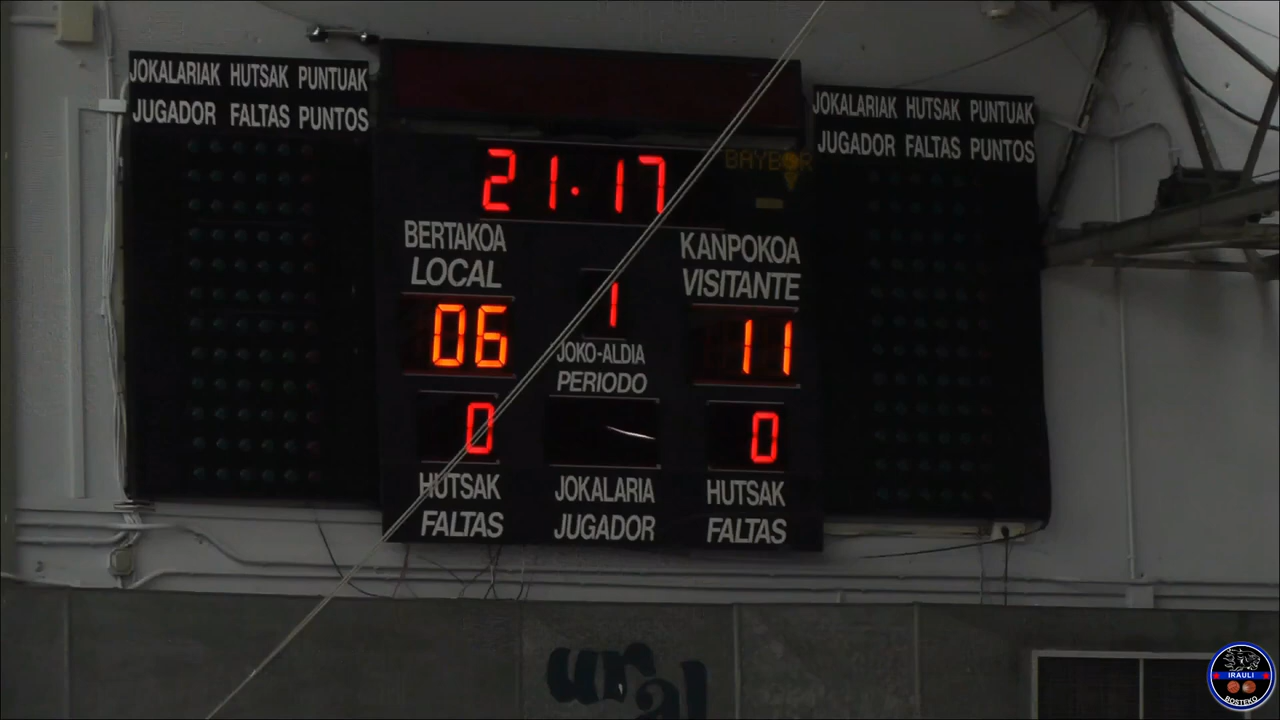 JOKALARIAK HUTSAK PUNTUAK
JUGADOR FALTAS PUNTOS
JOKALARIAK HUTSAK PUNTUAK
JUGADOR FALTAS PUNTOS
21·17
BAYBOR
BERTAKOA
LOCAL
KANPOKOA
VISITANTE
06
1
11
JOKO-ALDIA
PERIODO
0
0
HUTSAK
FALTAS
JOKALARIA
JUGADOR
HUTSAK
FALTAS
ural
IRAULI
BOSTEKO